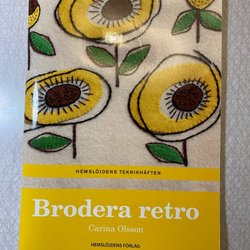 HEMSLÖJDENS TEKNIKHÄFTEN
Brodera retro
Carina Olsson
HEMSLÖJDENS FÖRLAG